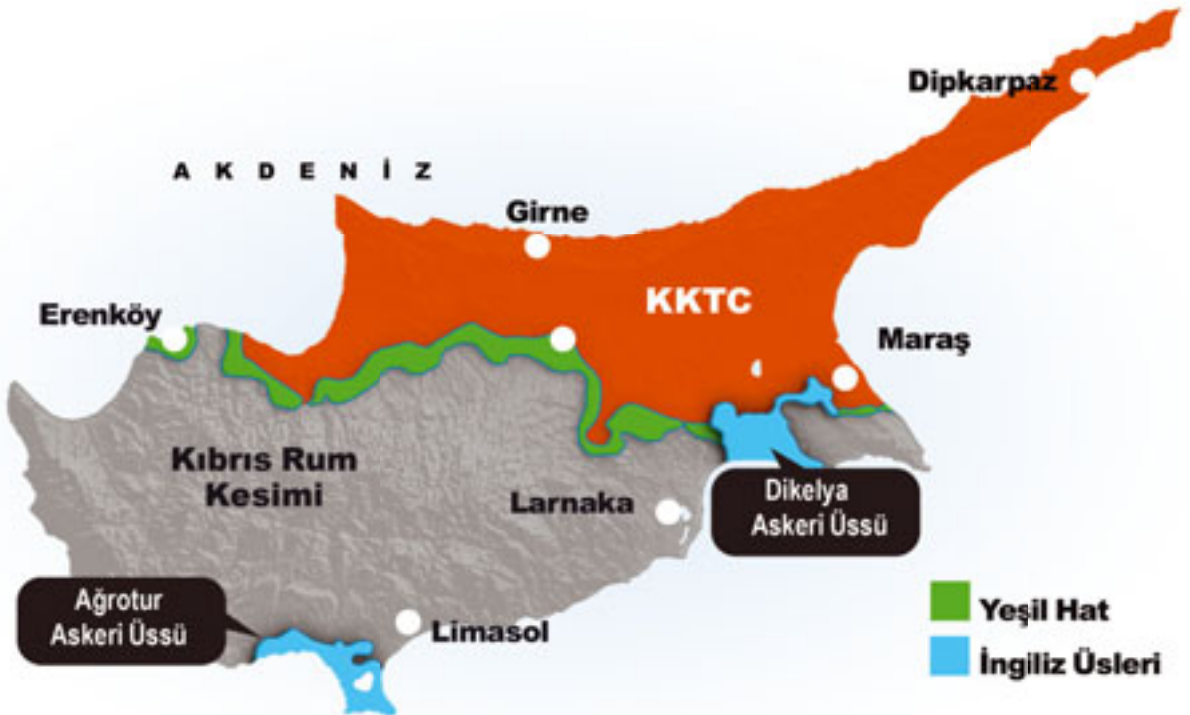 Dipkarpaz
A K D E N İ Z
Girne
KKTC
Erenköy
Maraş
Kıbrıs Rum
Kesimi
Larnaka
Dikelya
Askeri Üssü
Ağrotur
Askeri Üssü
Limasol
Yeşil Hat
İngiliz Üsleri